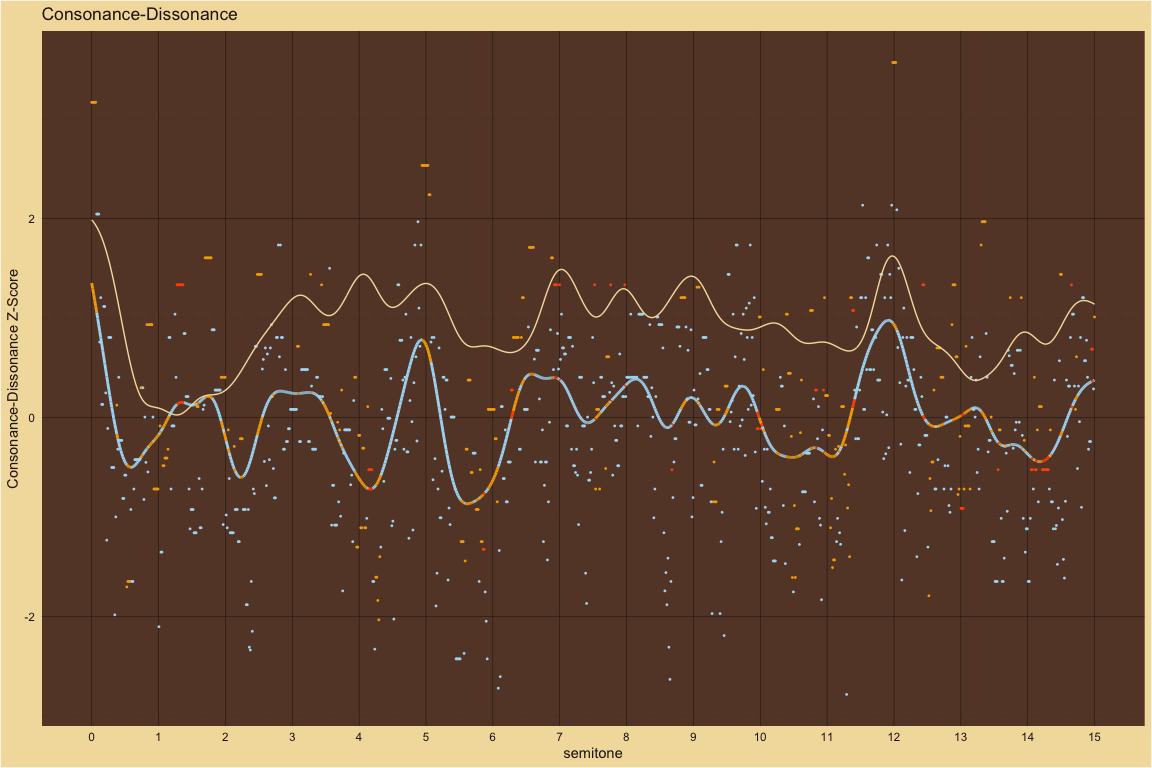 Consonance-Dissonance
Consonance-Dissonance Z-Score
2
0
-2
0 1 2 3 4 5 6 7 8 9 10 11 12 13 14 15
semitone